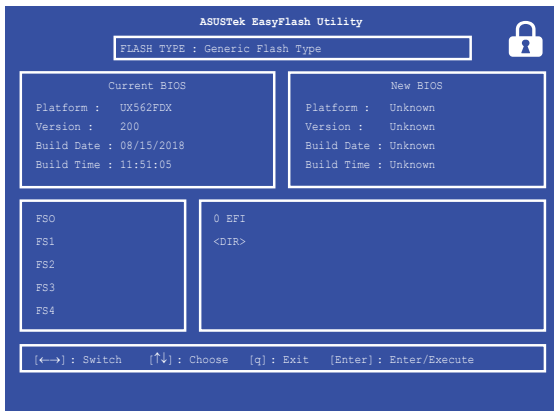 ASUSTek EasyFlash Utility
FLASH TYPE : Generic Flash Type
Current BIOS
Platform : UX562FDX
Version : 200
Build Date : 08/15/2018
Build Time : 11:51:05
New BIOS
Platform : Unknown
Version : Unknown
Build Date : Unknown
Build Time : Unknown
FSO
FS1
FS2
FS3
FS4
0 EFI
<DIR>
[←→] : Switch [↑↓] : Choose [q] : Exit [Enter] : Enter/Execute